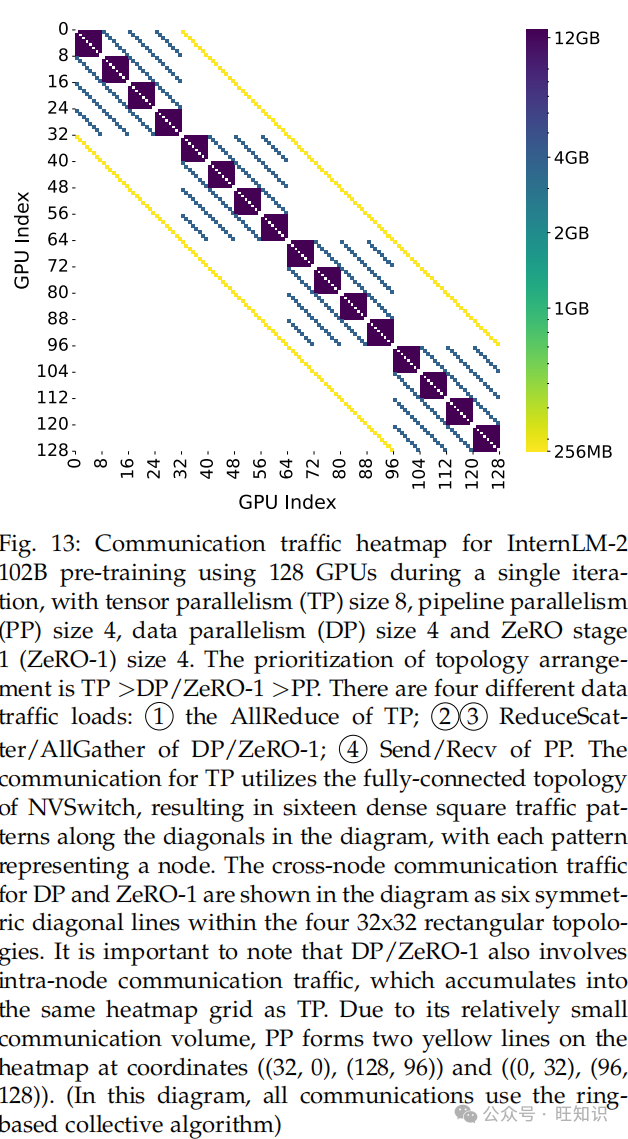 0
8
16
24
32
40
48
56
64
72
80
88
96
104
112
120
128
GPU Index
0
8
16
24
32
40
48
56
64
72
80
88
96
104
112
120
128
GPU Index
12GB
4GB
2GB
1GB
256MB
Fig. 13: Communication traffic heatmap for InternLM-2
102B pre-training using 128 GPUs during a single itera-
tion, with tensor parallelism (TP) size 8, pipeline parallelism
(PP) size 4, data parallelism (DP) size 4 and ZeRO stage
1 (ZeRO-1) size 4. The prioritization of topology arrange-
ment is TP >DP/ZeRO-1 >PP. There are four different data
traffic loads: ① the AllReduce of TP; ②③ ReduceScat-
ter/AllGather of DP/ZeRO-1; ④ Send/Recv of PP. The
communication for TP utilizes the fully-connected topology
of NVSwitch, resulting in sixteen dense square traffic pat-
terns along the diagonals in the diagram, with each pattern
representing a node. The cross-node communication traffic
for DP and ZeRO-1 are shown in the diagram as six symmet-
ric diagonal lines within the four 32x32 rectangular topolo-
gies. It is important to note that DP/ZeRO-1 also involves
intra-node communication traffic, which accumulates into
the same heatmap grid as TP. Due to its relatively small
communication volume, PP forms two yellow lines on the
heatmap at coordinates ((32, 0), (128, 96)) and ((0, 32), (96,
128)). (In this diagram, all communications use the ring-
based collective algorithm)
公众号 · 旺知识